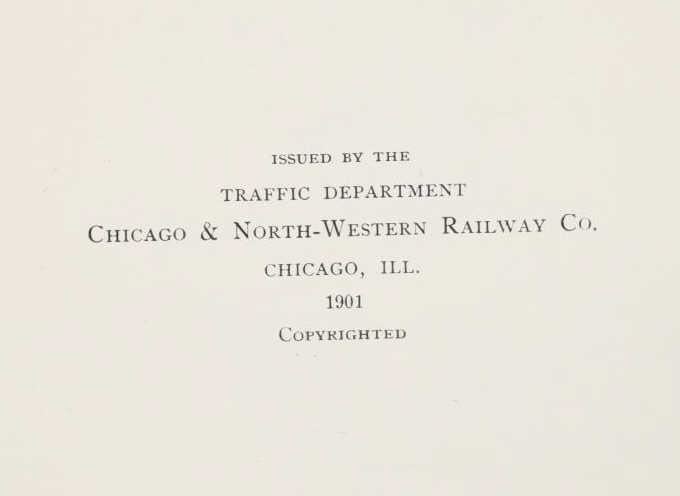 ISSUED BY THE
TRAFFIC DEPARTMENT
CHICAGO & NORTH-WESTERN RAILWAY CO.
CHICAGO, ILL.
1901
COPYRIGHTED